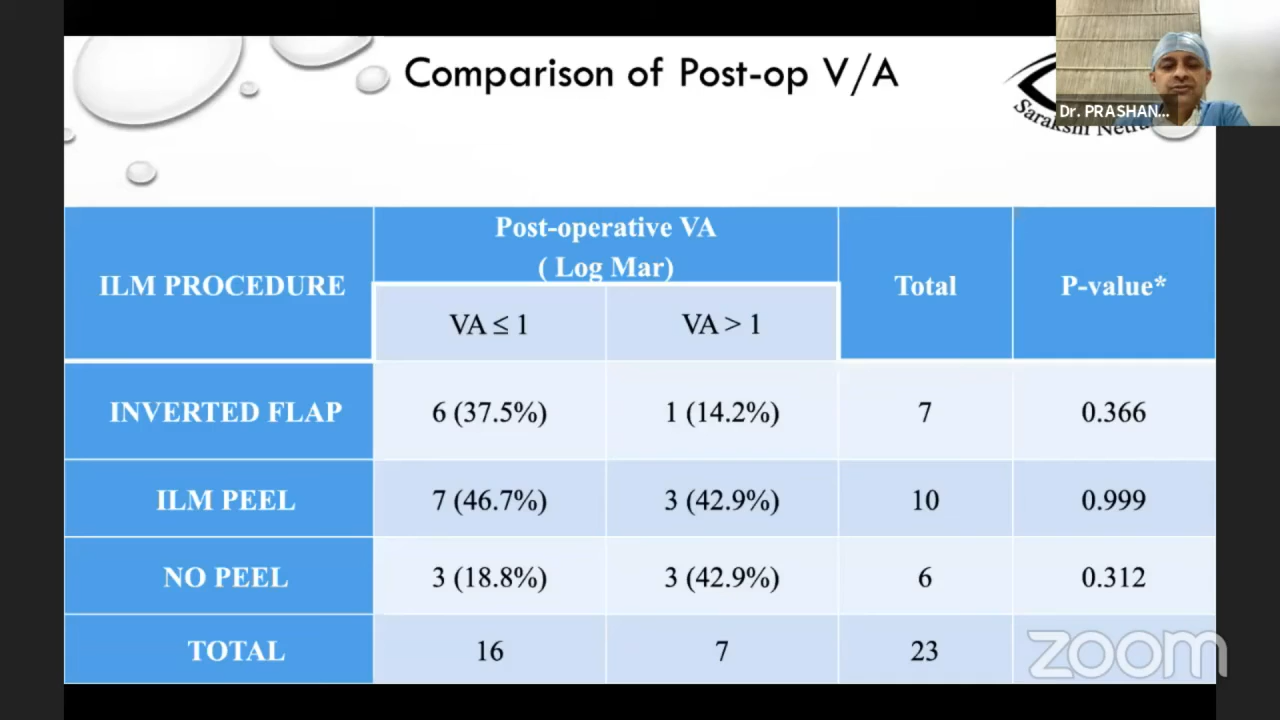 Comparison of Post-op V/A
Dr. PRASHAN...
Sarakshi
ILM PROCEDURE
Post-operative VA
( Log Mar)
Total
P-value*
VA ≤ 1
VA > 1
INVERTED FLAP
6 (37.5%)
1 (14.2%)
7
0.366
ILM PEEL
7 (46.7%)
3 (42.9%)
10
0.999
NO PEEL
3 (18.8%)
3 (42.9%)
6
0.312
TOTAL
16
7
23
zoom